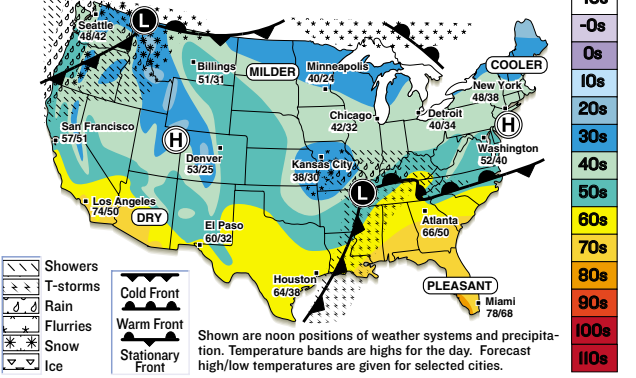 Seattle
48/42
L
Billings
51/31
MILDER
Minneapolis
40/24
COOLER
New York
48/38
Chicago
42/32
Detroit
40/34
H
San Francisco
57/51
H
Denver
53/25
Kansas City
38/30
Washington
52/40
L
Los Angeles
74/50
DRY
El Paso
60/32
Atlanta
66/50
Houston
64/38
PLEASANT
Miami
78/68
Showers
T-storms
Rain
Flurries
Snow
Ice
Cold Front
Warm Front
Stationary
Front
Shown are noon positions of weather systems and precipita-
tion. Temperature bands are highs for the day. Forecast
high/low temperatures are given for selected cities.
-0s
0s
10s
20s
30s
40s
50s
60s
70s
80s
90s
100s
110s